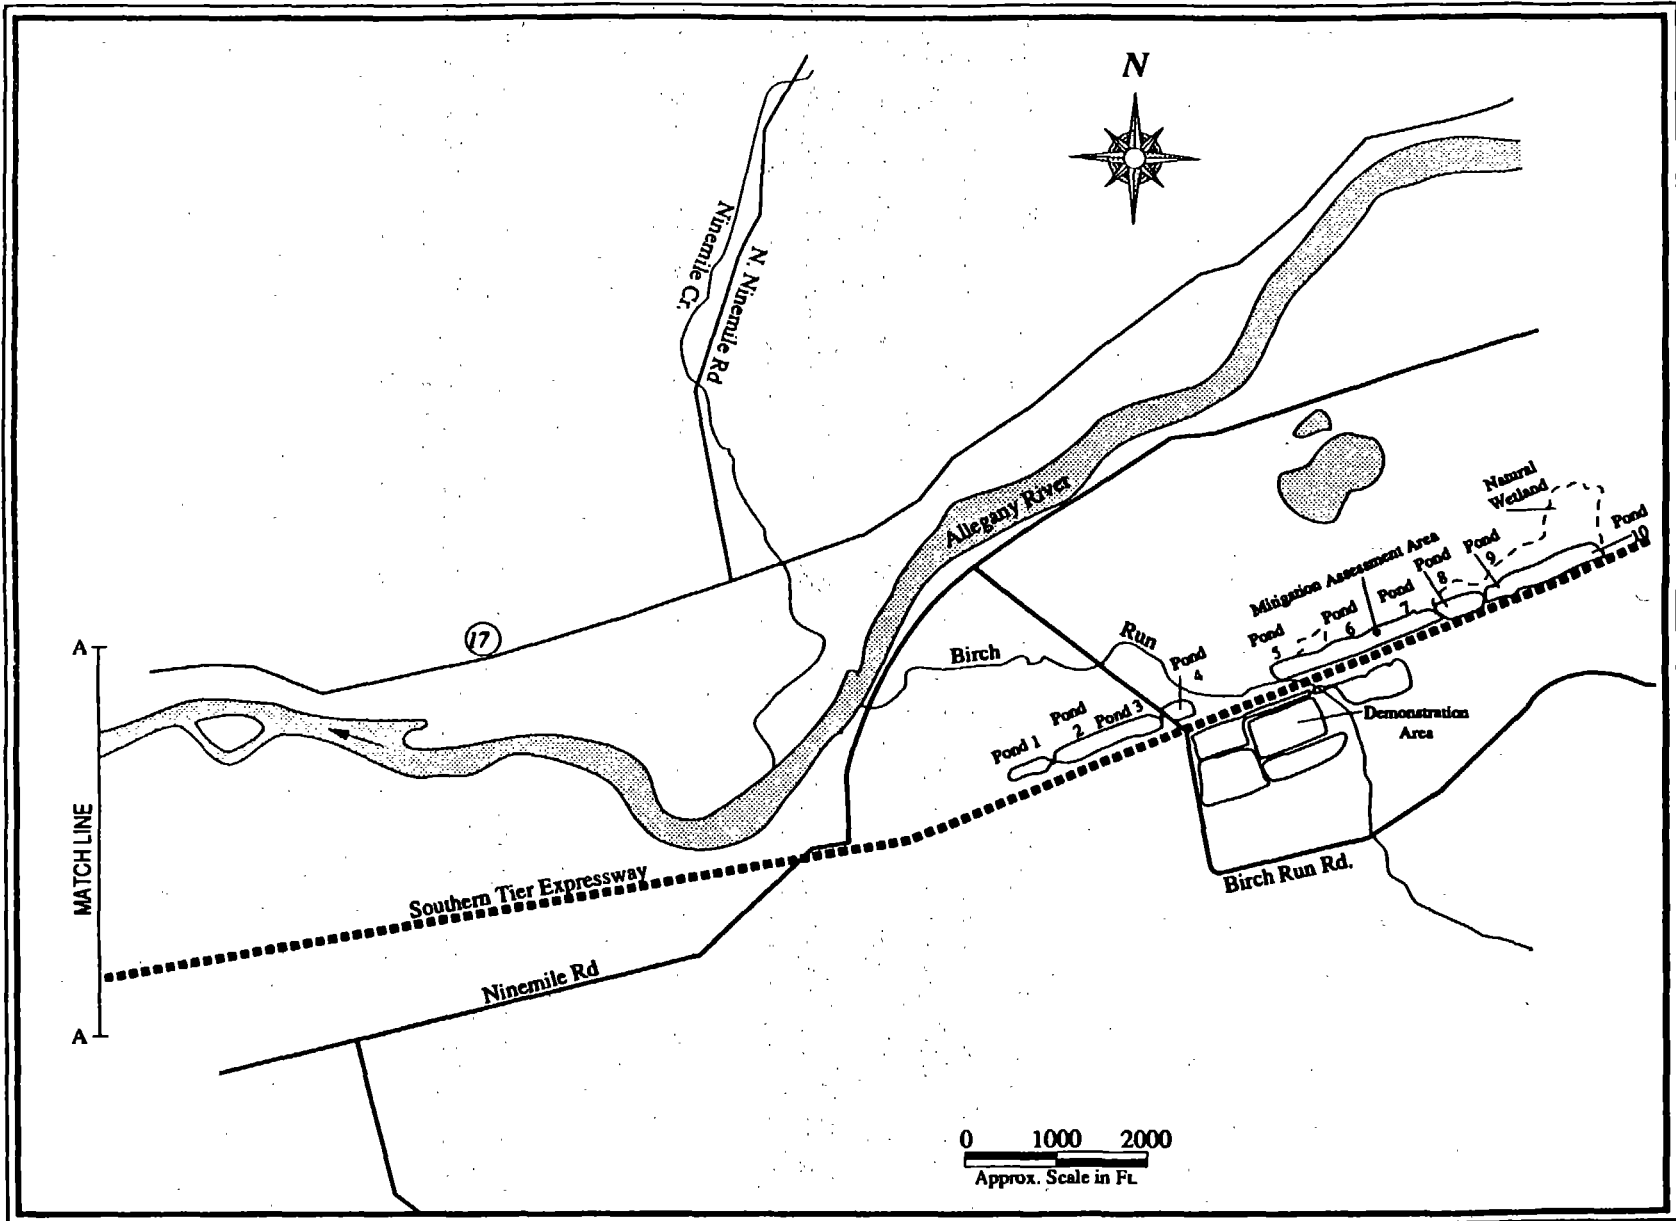 N
Ninemile Cr.
N. Ninemile Rd
Allegany River
Natural
Wetland
Pond
10
Mitigation Assessment Area
Pond
9
Pond
8
Pond
7
Pond
6
Pond
5
Run
Birch
Pond
4
17
A
MATCH LINE
A
Pond 1
Pond
2
Pond 3
Demonstration
Area
Birch Run Rd.
Southern Tier Expressway
Ninemile Rd
0 1000 2000
Approx. Scale in Ft.